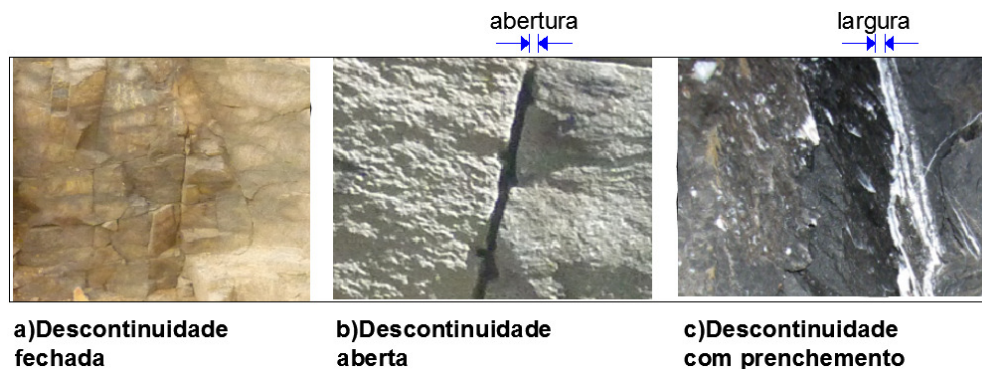 abertura
largura
a)Descontinuidade
fechada
b)Descontinuidade
aberta
c)Descontinuidade
com prenchemento